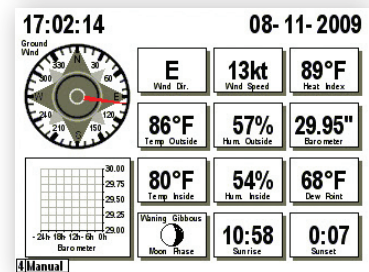 17:02:14
08-11-2009
Ground
Wind
N
330
30
300
60
W
E
240
120
210
150
S
E
Wind Dir.
13kt
Wind Speed
89°F
Heat Index
86°F
Temp Outside
57%
Hum. Outside
29.95"
Barometer
80°F
Temp Inside
54%
Hum. Inside
68°F
Dew Point
30.00
29.75
29.50
29.25
29.00
-24h 18h 12h-6h 0h
Barometer
Waning Gibbous
Moon Phase
10:58
Sunrise
0:07
Sunset
4 Manual